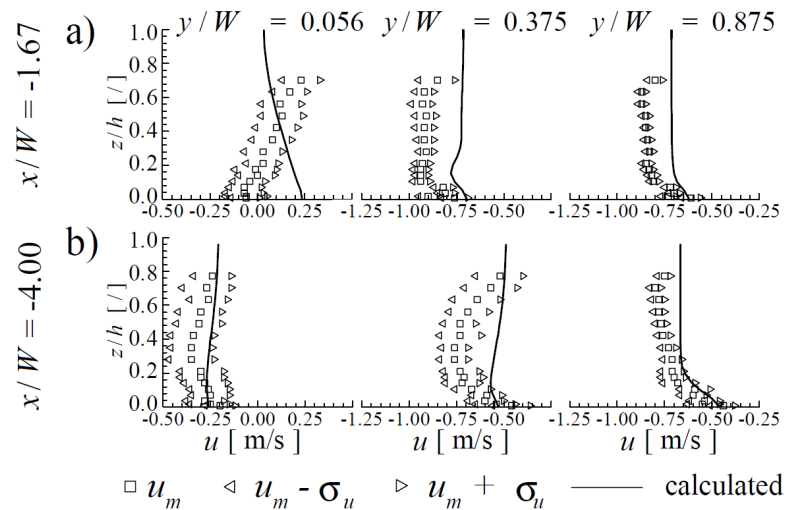 a) y/W = 0.056 y/W = 0.375 y/W = 0.875
x/W = -1.67
z/h [/]
1.0
0.8
0.6
0.4
0.2
0.0
-0.50 -0.25 0.00 0.25 -1.25 -1.00 -0.75 -0.50 -1.25 -1.00 -0.75 -0.25
b)
x/W = -4.00
z/h [/]
1.0
0.8
0.6
0.4
0.2
0.0
-0.50 -0.25 0.00 0.25 -1.25 -1.00 -0.75 -0.50 -1.25 -1.00 -0.75 -0.50 -0.25
u [ m/s ] u [ m/s ] u [ m/s ]
□ u_m ◁ u_m - σ_u ▷ u_m + σ_u —— calculated